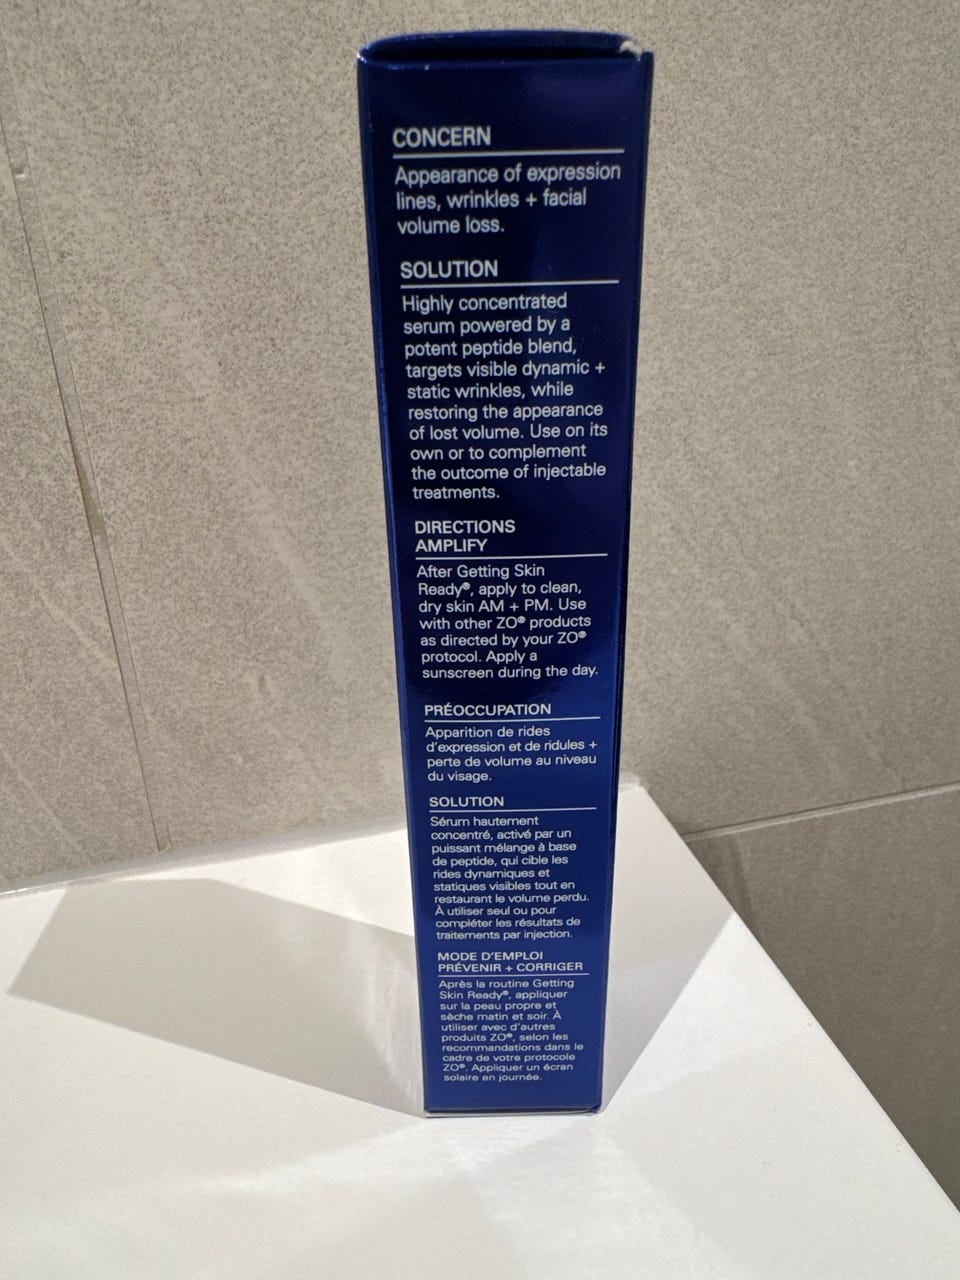 CONCERN
Appearance of expression
lines, wrinkles + facial
volume loss.
SOLUTION
Highly concentrated
serum powered by a
potent peptide blend,
targets visible dynamic +
static wrinkles, while
restoring the appearance
of lost volume. Use on its
own or to complement
the outcome of injectable
treatments.
DIRECTIONS
AMPLIFY
After Getting Skin
Ready®, apply to clean,
dry skin AM + PM. Use
with other ZO® products
as directed by your ZO®
protocol. Apply a
sunscreen during the day.
PRÉOCCUPATION
Apparition de rides
d'expression et de ridules +
perte de volume au niveau
du visage.
SOLUTION
Sérum hautement
concentré, activé par un
puissant mélange à base
de peptide, qui cible les
rides dynamiques et
statiques visibles tout en
restaurant le volume perdu.
À utiliser seul ou pour
compléter les résultats de
traitements par injection.
MODE D'EMPLOI
PRÉVENIR + CORRIGER
Après la routine Getting
Skin Ready®, appliquer
sur la peau propre et
sèche matin et soir. À
utiliser avec d'autres
produits ZO®, selon les
recommandations dans le
cadre de votre protocole
ZO®. Appliquer un écran
solaire en journée.